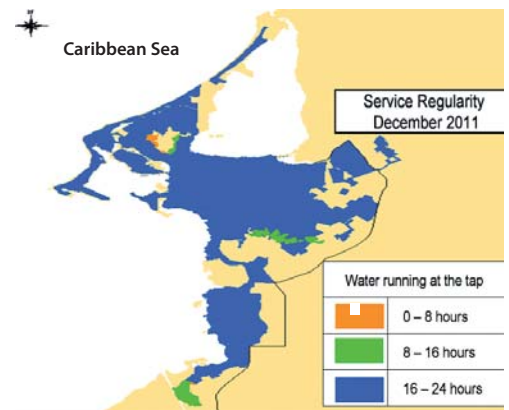 Caribbean Sea
Service Regularity
December 2011
Water running at the tap
0 – 8 hours
8 – 16 hours
16 – 24 hours